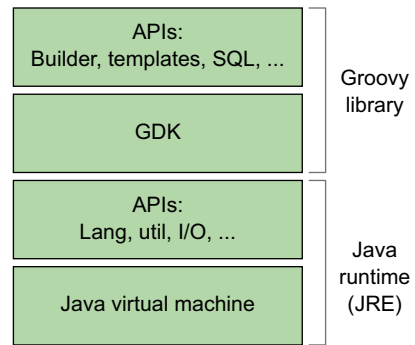 APIs:
Builder, templates, SQL, ...
GDK
Groovy
library
APIs:
Lang, util, I/O, ...
Java virtual machine
Java
runtime
(JRE)